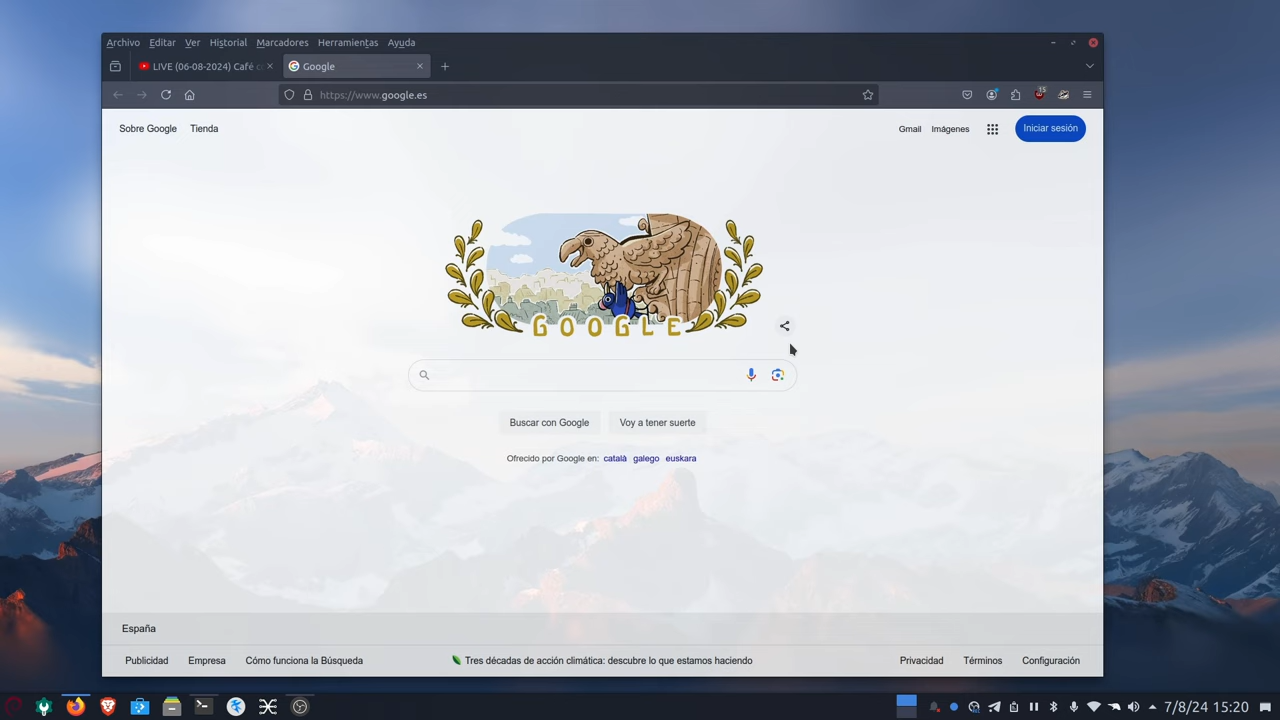 Archivo Editar Ver Historial Marcadores Herramientas Ayuda
LIVE (06-08-2024) Café c
Google
https://www.google.es
15
Sobre Google Tienda
Gmail Imágenes
Iniciar sesión
GOOGLE
Buscar con Google Voy a tener suerte
Ofrecido por Google en: català galego euskara
España
Publicidad Empresa Cómo funciona la Búsqueda
Tres décadas de acción climática: descubre lo que estamos haciendo
Privacidad Términos Configuración
7/8/24 15:20